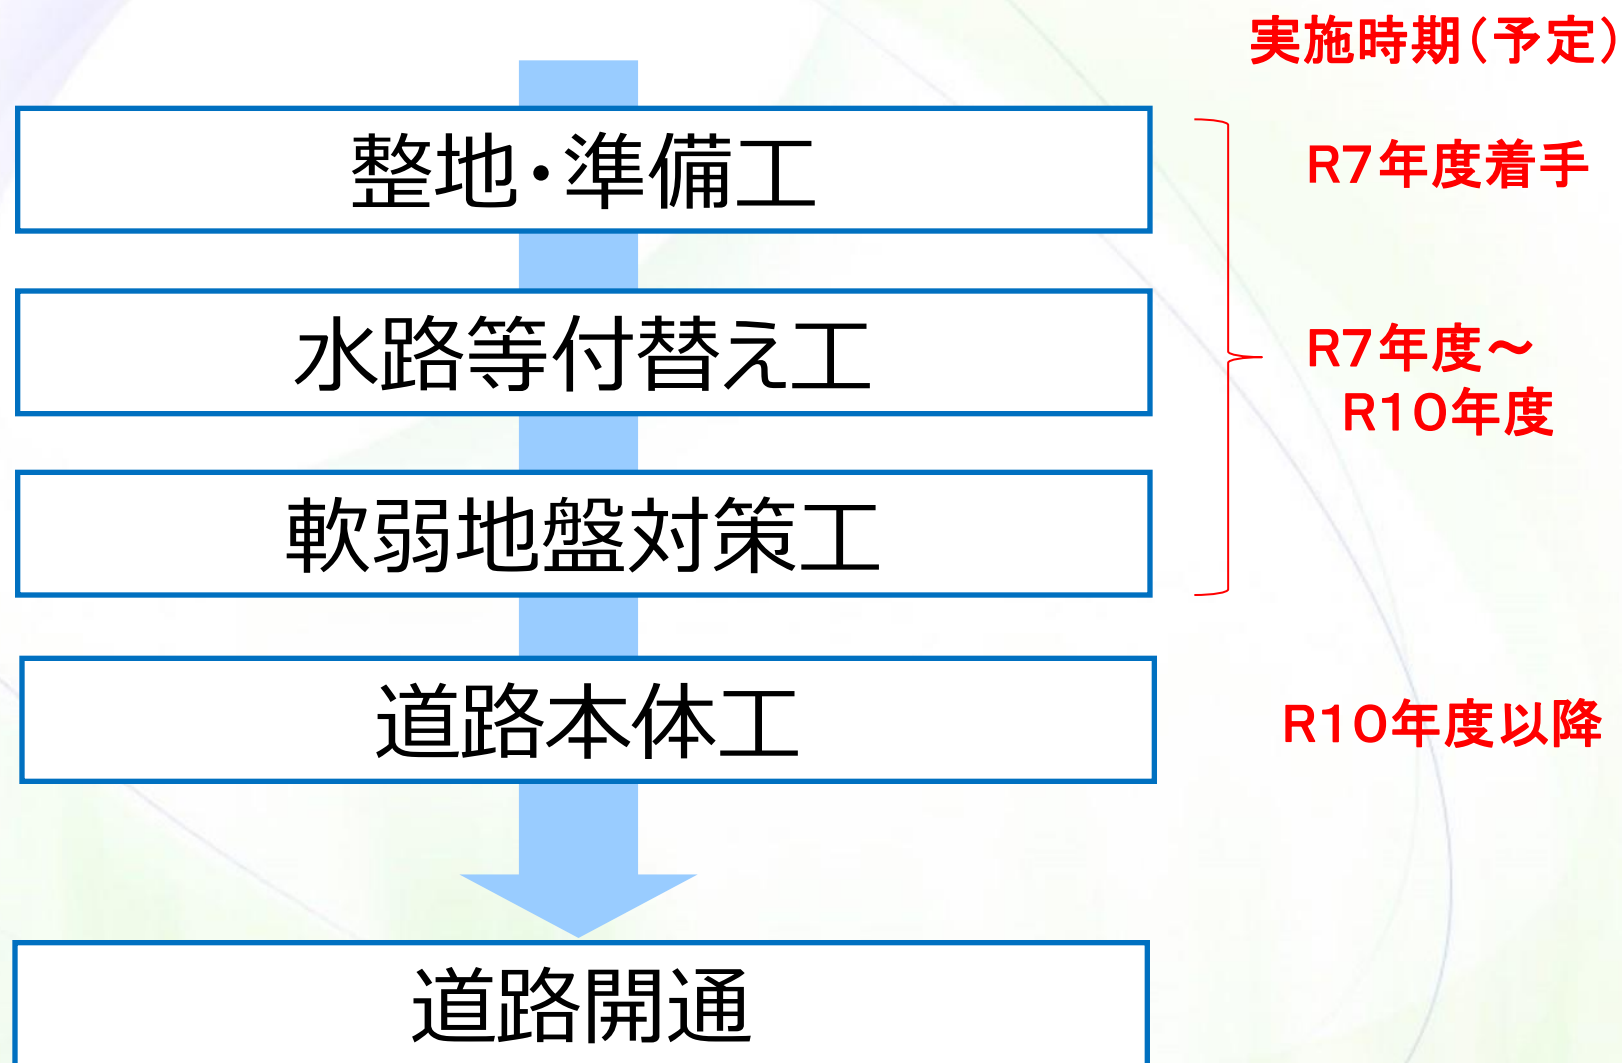 実施時期（予定）
整地・準備工
R7年度着手
水路等付替え工
R7年度～
R10年度
軟弱地盤対策工
道路本体工
R10年度以降
道路開通